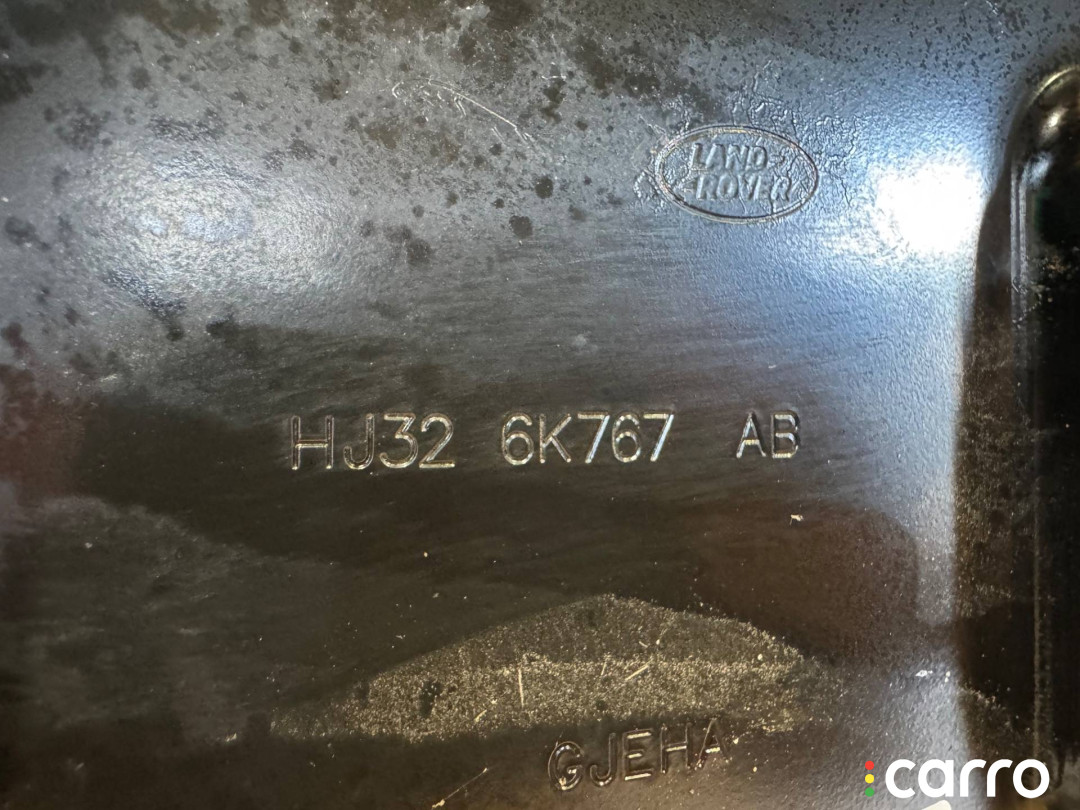 LAND
ROVER
HJ32 6K767 AB
GJEHA
carro